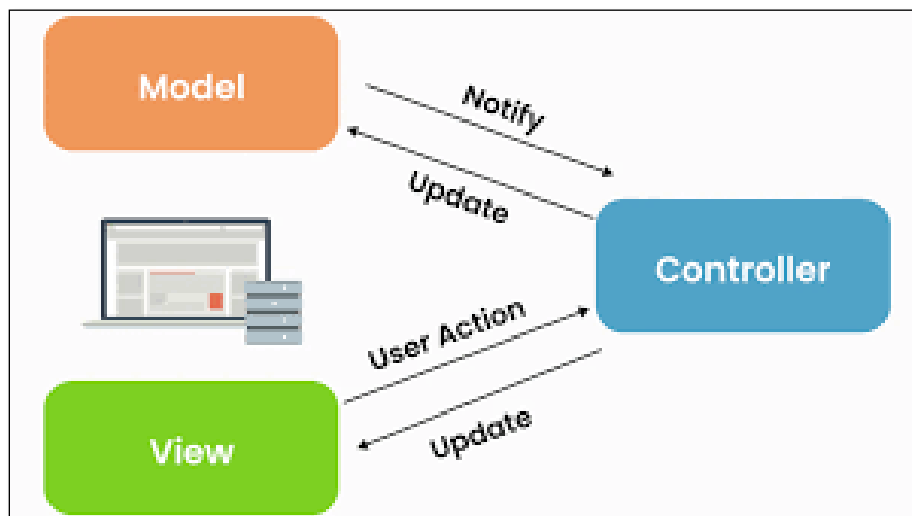 Model
Notify
Update
Controller
User Action
Update
View